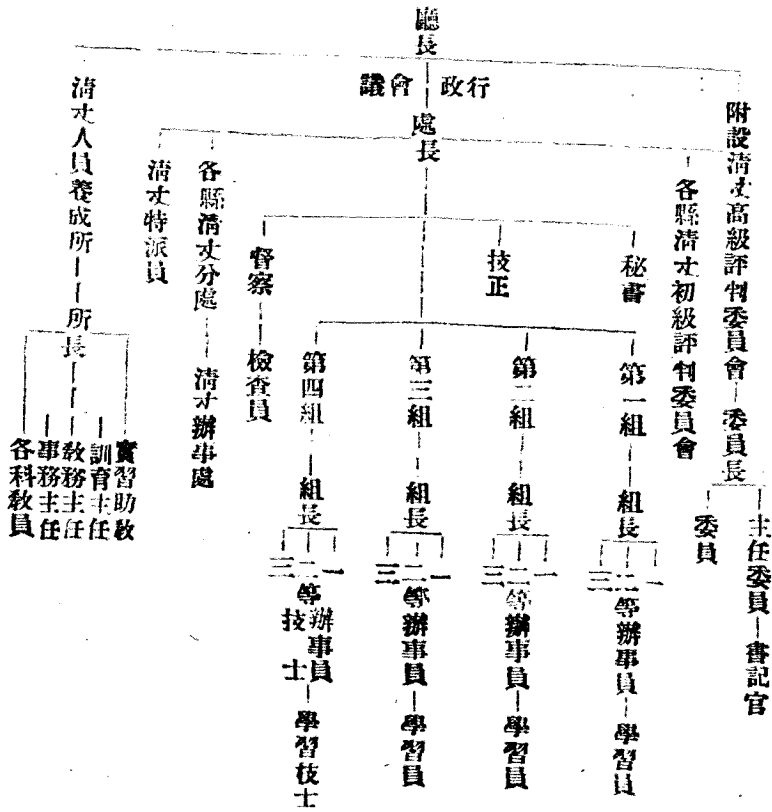 廳長
行政
會議
處長
附設清丈高級評判委員會
委員長
主任委員
書記官
委員
各縣清丈初級評判委員會
秘書
技正
督察
檢查員
第一組
組長
一
二
三
等辦事員
學習員
第二組
組長
一
二
三
等辦事員
學習員
第三組
組長
一
二
三
等辦事員
學習員
第四組
組長
一
二
三
等
辦事員
技士
學習技士
各縣清丈分處
清丈辦事處
清丈特派員
清丈人員養成所
所長
實習助教
訓育主任
教務主任
事務主任
各科教員